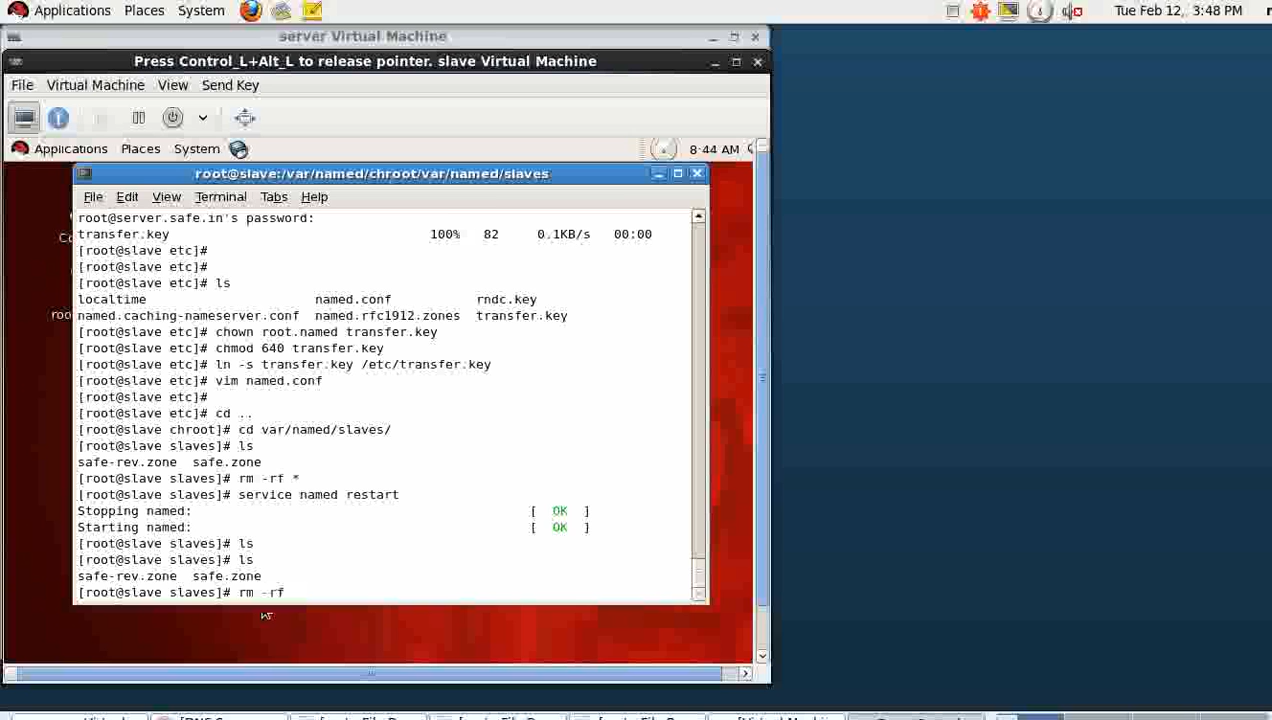 Applications Places System Tue Feb 12, 3:48 PM
server Virtual Machine
Press Control_L+Alt_L to release pointer. slave Virtual Machine
File Virtual Machine View Send Key
Applications Places System 8:44 AM
root@slave:/var/named/chroot/var/named/slaves
File Edit View Terminal Tabs Help
root@server.safe.in's password:
transfer.key 100% 82 0.1KB/s 00:00
[root@slave etc]#
[root@slave etc]#
[root@slave etc]# ls
localtime named.conf rndc.key
named.caching-nameserver.conf named.rfc1912.zones transfer.key
[root@slave etc]# chown root.named transfer.key
[root@slave etc]# chmod 640 transfer.key
[root@slave etc]# ln -s transfer.key /etc/transfer.key
[root@slave etc]# vim named.conf
[root@slave etc]#
[root@slave etc]# cd ..
[root@slave chroot]# cd var/named/slaves/
[root@slave slaves]# ls
safe-rev.zone safe.zone
[root@slave slaves]# rm -rf *
[root@slave slaves]# service named restart
Stopping named: [ OK ]
Starting named: [ OK ]
[root@slave slaves]# ls
[root@slave slaves]# ls
safe-rev.zone safe.zone
[root@slave slaves]# rm -rf